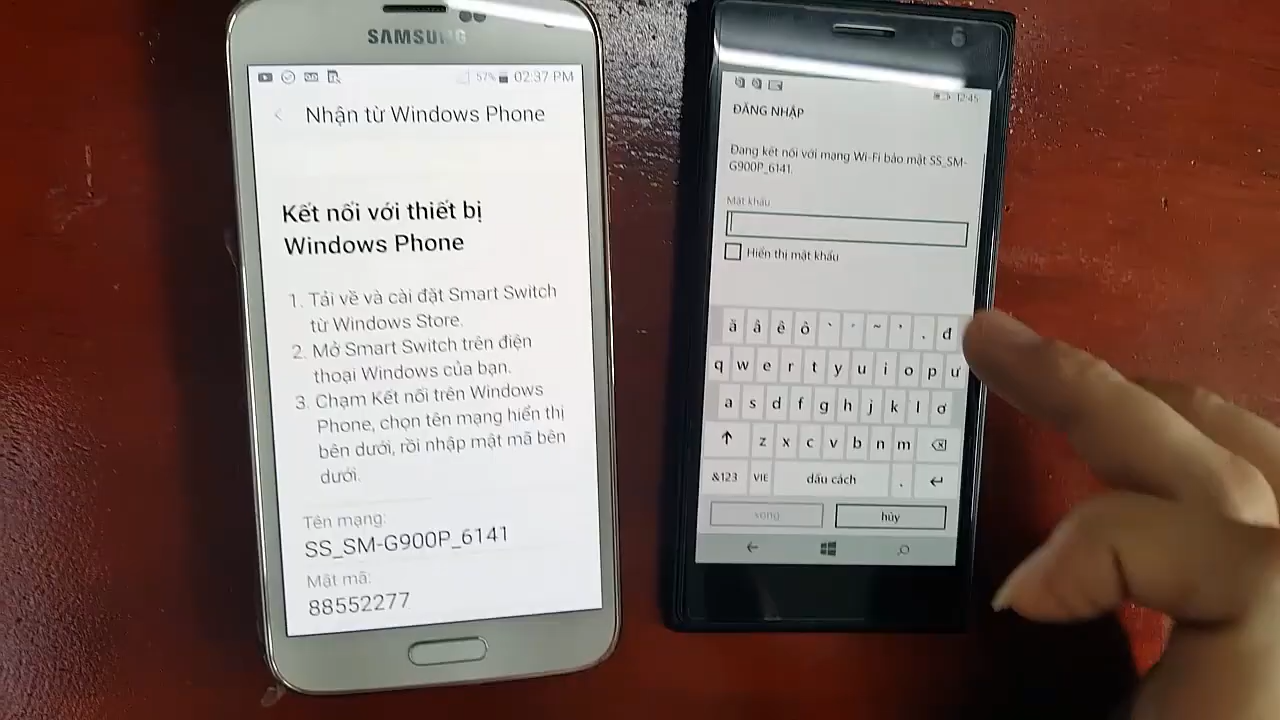 SAMSUNG
57% 02:37 PM
< Nhận từ Windows Phone
Kết nối với thiết bị
Windows Phone
1. Tải về và cài đặt Smart Switch
từ Windows Store.
2. Mở Smart Switch trên điện
thoại Windows của bạn.
3. Chạm Kết nối trên Windows
Phone, chọn tên mạng hiển thị
bên dưới, rồi nhập mật mã bên
dưới.
Tên mạng:
SS_SM-G900P_6141
Mật mã:
88552277
12:45
ĐĂNG NHẬP
Đang kết nối với mạng Wi-Fi bảo mật SS_SM-
G900P_6141.
Mật khẩu
Hiển thị mật khẩu
ă â ê ô ` ´ ~ ̉ . đ
q w e r t y u i o p ư
a s d f g h j k l ơ
z x c v b n m
&123 VIE dấu cách .
xong hủy